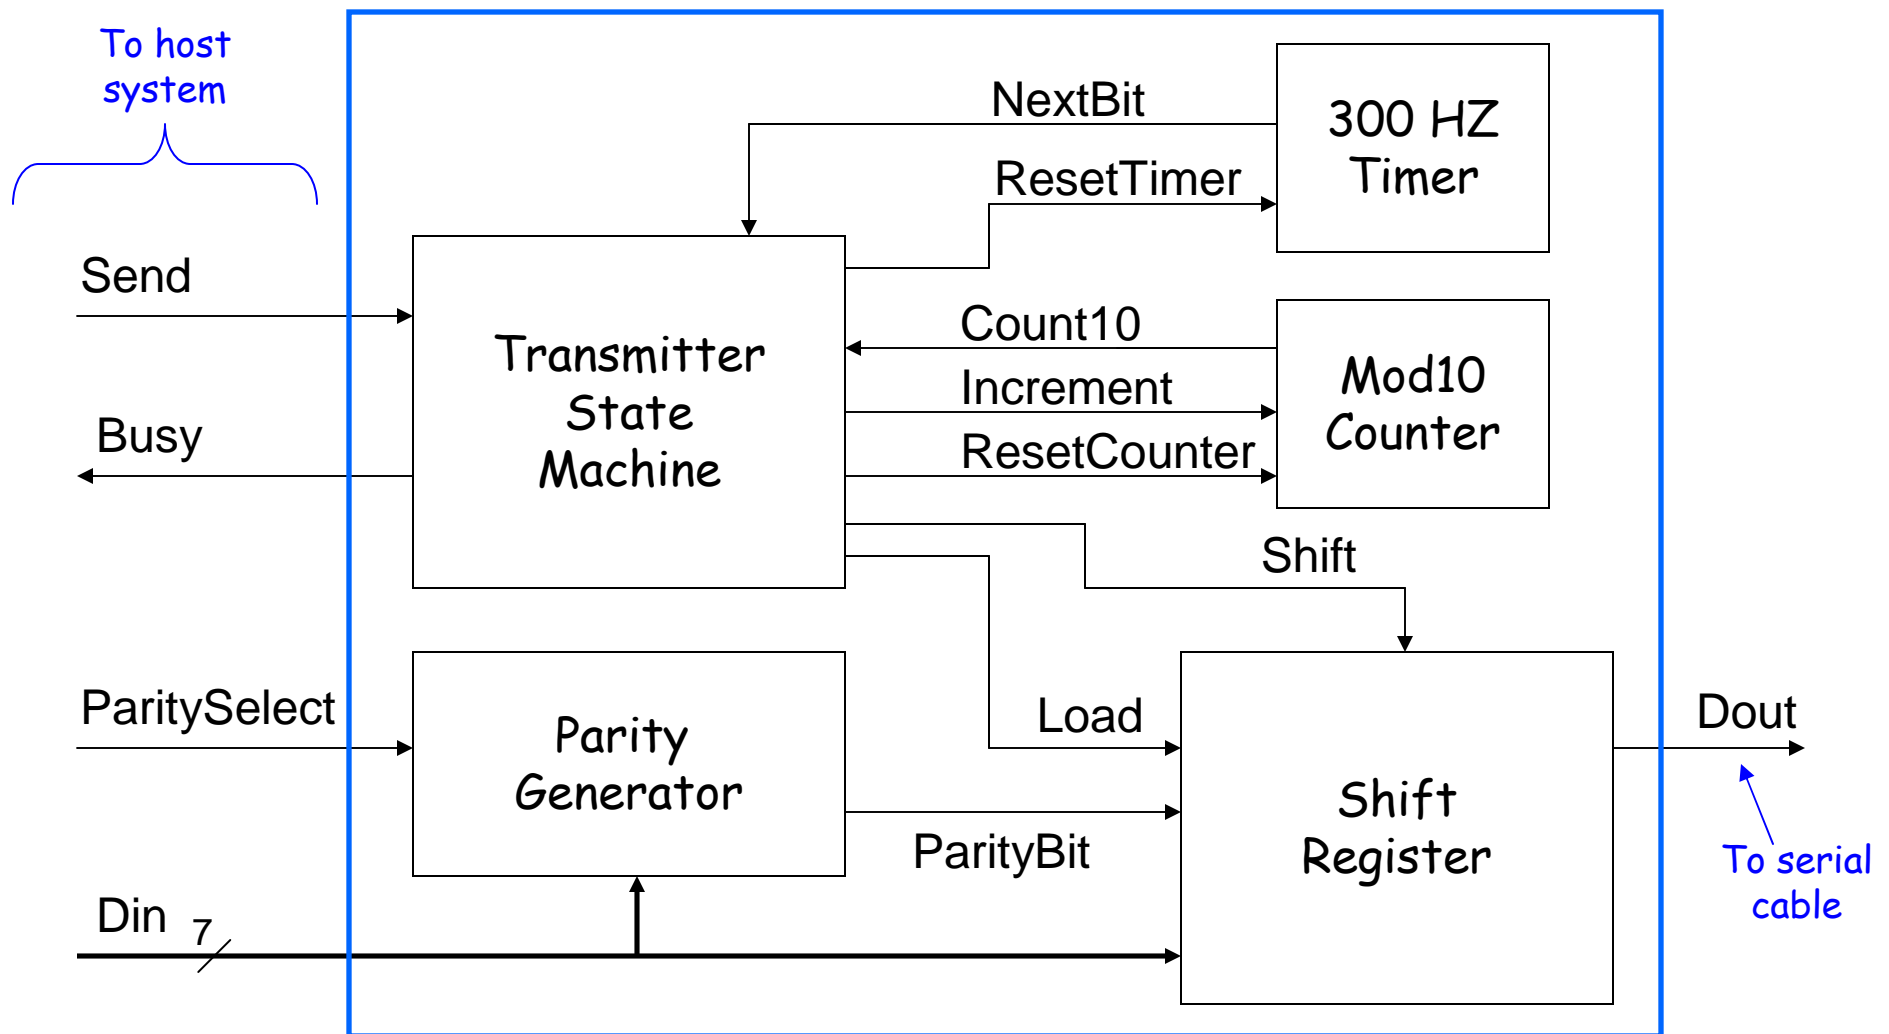 To host
system
NextBit
300 HZ
Timer
ResetTimer
Send
Transmitter
State
Machine
Count10
Increment
ResetCounter
Mod10
Counter
Busy
Shift
ParitySelect
Parity
Generator
Load
ParityBit
Shift
Register
Dout
To serial
cable
Din 7